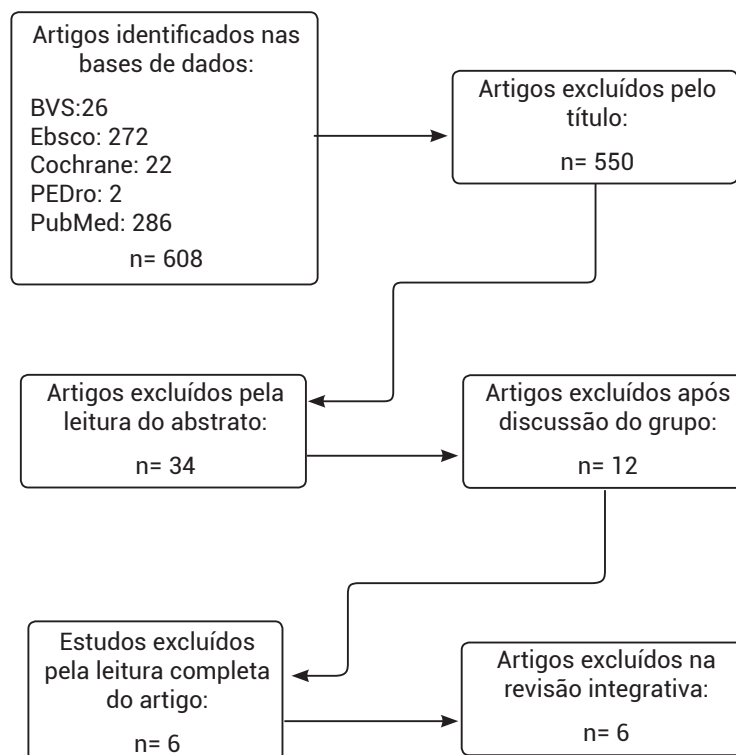 Artigos identificados nas
bases de dados:
BVS:26
Ebsco: 272
Cochrane: 22
PEDro: 2
PubMed: 286
n= 608
Artigos excluídos pelo
título:
n= 550
Artigos excluídos pela
leitura do abstrato:
n= 34
Artigos excluídos após
discussão do grupo:
n= 12
Estudos excluídos
pela leitura completa
do artigo:
n= 6
Artigos excluídos na
revisão integrativa:
n= 6